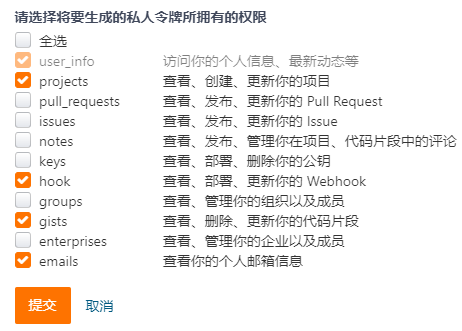 请选择将要生成的私人令牌所拥有的权限
全选
user_info 访问你的个人信息、最新动态等
projects 查看、创建、更新你的项目
pull_requests 查看、发布、更新你的 Pull Request
issues 查看、发布、更新你的 Issue
notes 查看、发布、管理你在项目、代码片段中的评论
keys 查看、部署、删除你的公钥
hook 查看、部署、更新你的 Webhook
groups 查看、管理你的组织以及成员
gists 查看、删除、更新你的代码片段
enterprises 查看、管理你的企业以及成员
emails 查看你的个人邮箱信息
提交 取消